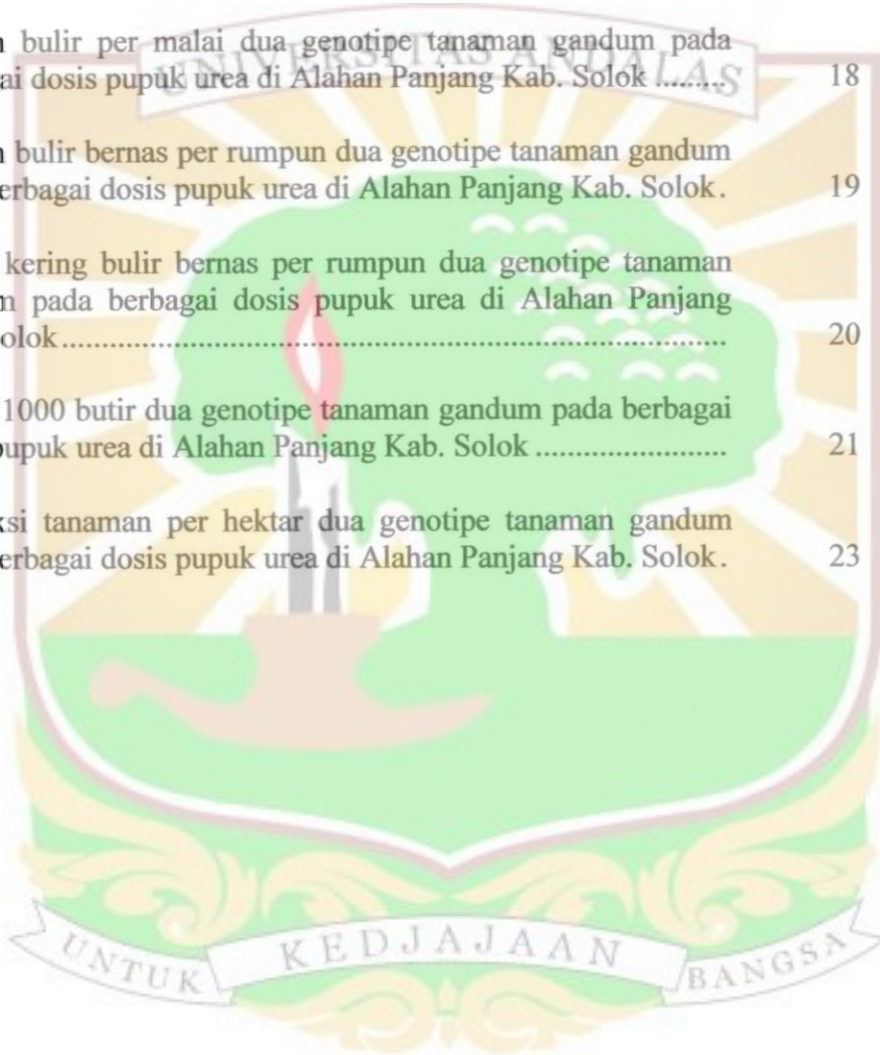 n bulir per malai dua genotipe tanaman gandum pada
ai dosis pupuk urea di Alahan Panjang Kab. Solok ......... 18
n bulir bernas per rumpun dua genotipe tanaman gandum
erbagai dosis pupuk urea di Alahan Panjang Kab. Solok. 19
kering bulir bernas per rumpun dua genotipe tanaman
m pada berbagai dosis pupuk urea di Alahan Panjang
olok.................................................................................. 20
1000 butir dua genotipe tanaman gandum pada berbagai
pupuk urea di Alahan Panjang Kab. Solok ........................ 21
ksi tanaman per hektar dua genotipe tanaman gandum
erbagai dosis pupuk urea di Alahan Panjang Kab. Solok. 23
UNIVERSITAS ANDALAS
UNTUK KEDJAJAAN BANGSA